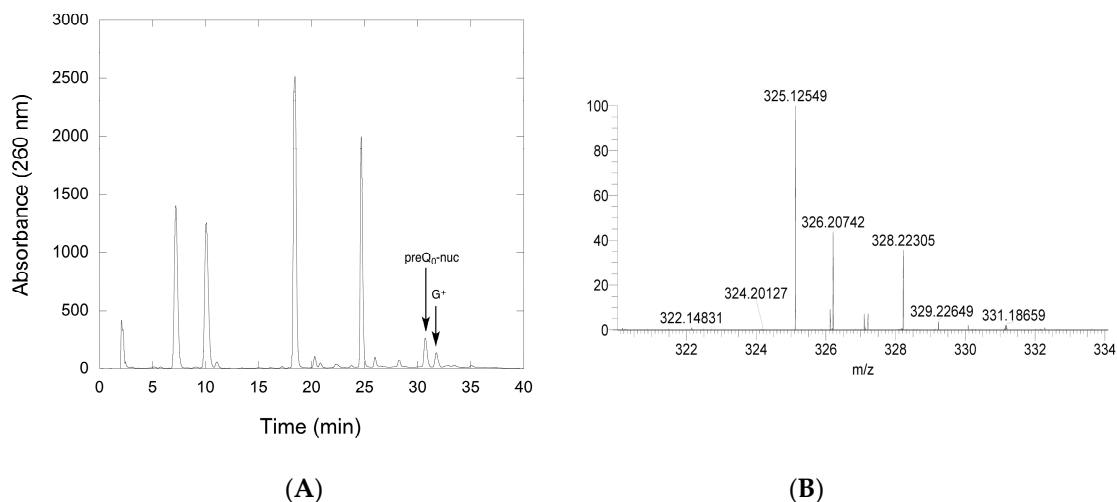 3000
2500
2000
1500
1000
500
0
Absorbance (260 nm)
preQ₀-nuc
G⁺
0 5 10 15 20 25 30 35 40
Time (min)
(A)
100
80
60
40
20
0
325.12549
326.20742
328.22305
324.20127
322.14831
329.22649
331.18659
322 324 326 328 330 332 334
m/z
(B)